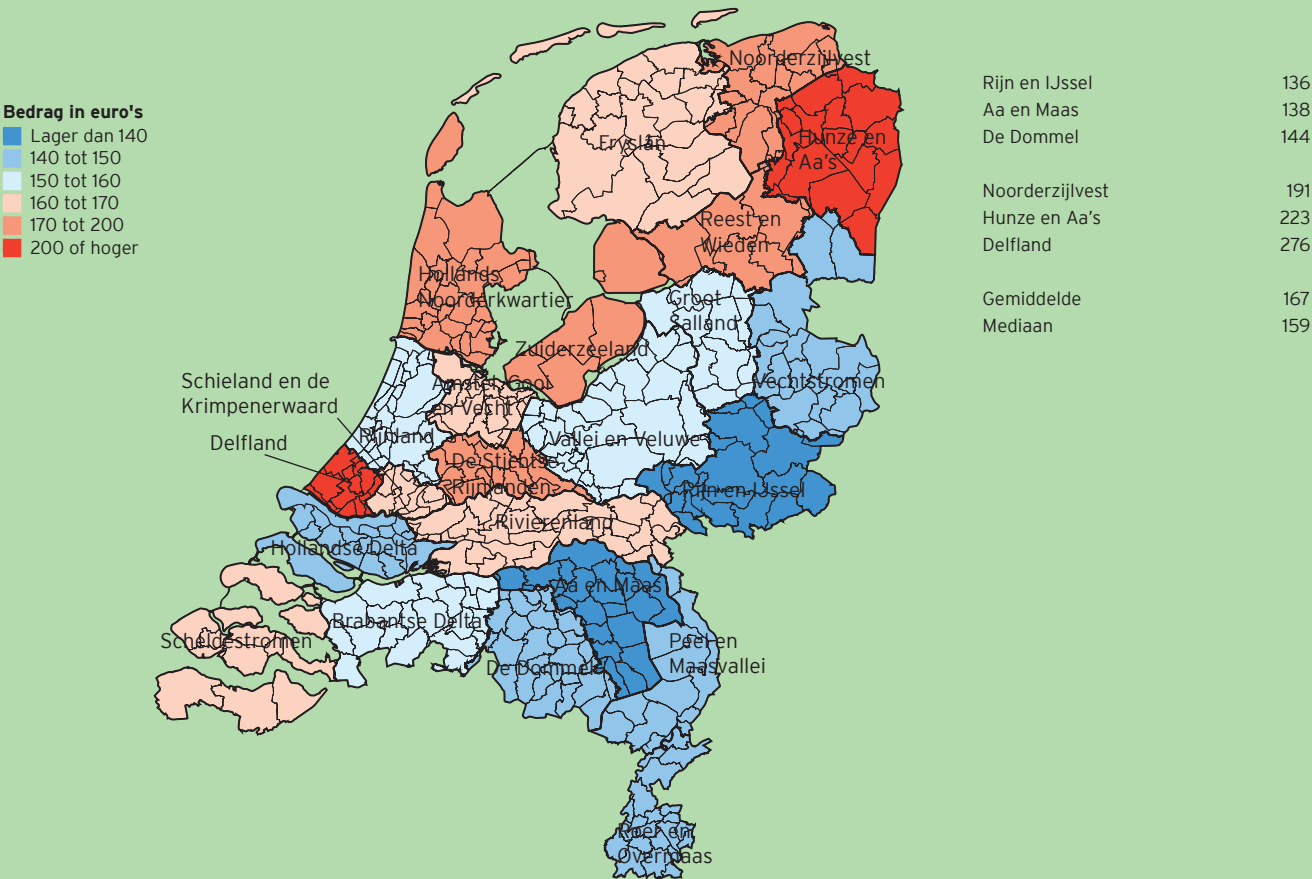 Bedrag in euro's
Lager dan 140
140 tot 150
150 tot 160
160 tot 170
170 tot 200
200 of hoger
Noorderzijlvest
Fryslân
Hunze en
Aa's
Reest en
Wieden
Hollands
Noorderkwartier
Groot
Salland
Zuiderzeeland
Vechtstromen
Schieland en de
Krimpenerwaard
Delfland
Amstel, Gooi
en Vecht
Rijnland
Vallei en Veluwe
De Stichtse
Rijnlanden
Rijn en IJssel
Rivierenland
Hollandse Delta
Aa en Maas
Brabantse Delta
Scheldestromen
De Dommel
Peel en
Maasvallei
Roer en
Overmaas
Rijn en IJssel 136
Aa en Maas 138
De Dommel 144
Noorderzijlvest 191
Hunze en Aa's 223
Delfland 276
Gemiddelde 167
Mediaan 159